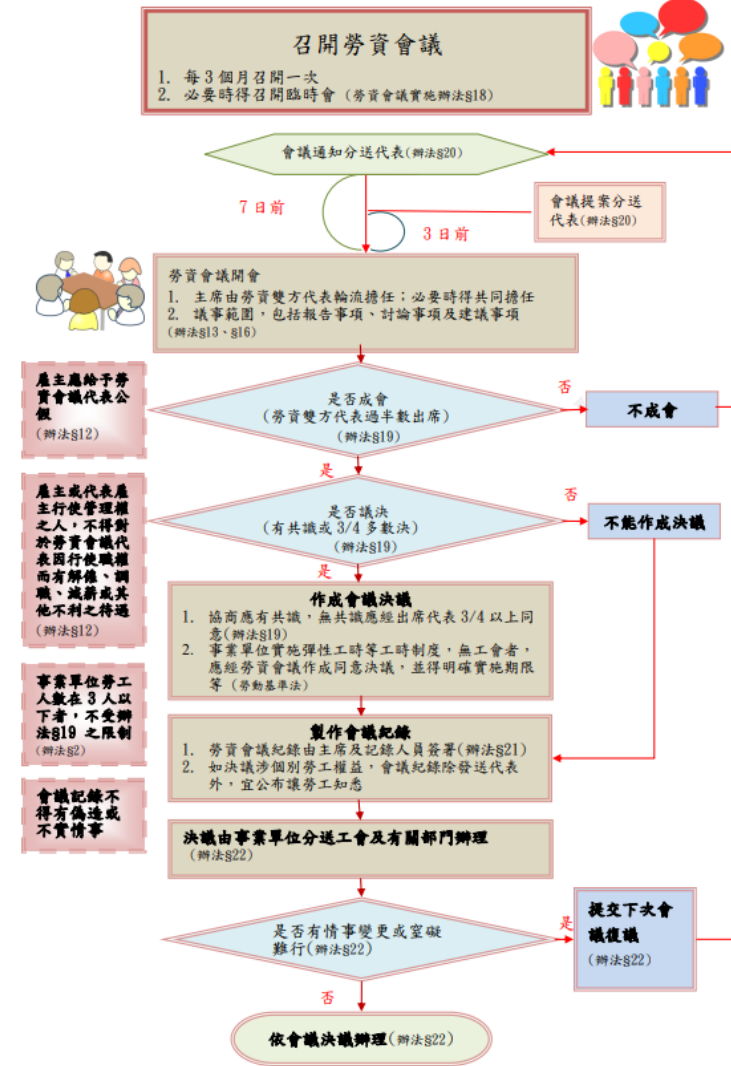 召開勞資會議
1. 每3個月召開一次
2. 必要時得召開臨時會（勞資會議實施辦法§18）
會議通知分送代表(辦法§20)
7日前
會議提案分送
代表(辦法§20)
3日前
勞資會議開會
1. 主席由勞資雙方代表輪流擔任；必要時得共同擔任
2. 議事範圍，包括報告事項、討論事項及建議事項
(辦法§13、§16)
雇主應給予勞
資會議代表公
假
(辦法§12)
是否成會
(勞資雙方代表過半數出席)
(辦法§19)
否
不成會
是
雇主或代表雇
主行使管理權
之人，不得對
於勞資會議代
表因行使職權
而有解僱、調
職、減薪或其
他不利之待遇
(辦法§12)
是否議決
(有共識或3/4多數決)
(辦法§19)
否
不能作成決議
是
作成會議決議
1. 協商應有共識，無共識應經出席代表3/4以上同
意(辦法§19)
2. 事業單位實施彈性工時等工時制度，無工會者，
應經勞資會議作成同意決議，並得明確實施期限
等（勞動基準法）
事業單位勞工
人數在3人以
下者，不受辦
法§19 之限制
(辦法§2)
製作會議紀錄
1. 勞資會議紀錄由主席及記錄人員簽署(辦法§21)
2. 如決議涉個別勞工權益，會議紀錄除發送代表
外，宜公布讓勞工知悉
會議記錄不
得有偽造或
不實情事
決議由事業單位分送工會及有關部門辦理
（辦法§22）
是否有情事變更或窒礙
難行(辦法§22)
是
提交下次會
議復議
(辦法§22)
否
依會議決議辦理(辦法§22)